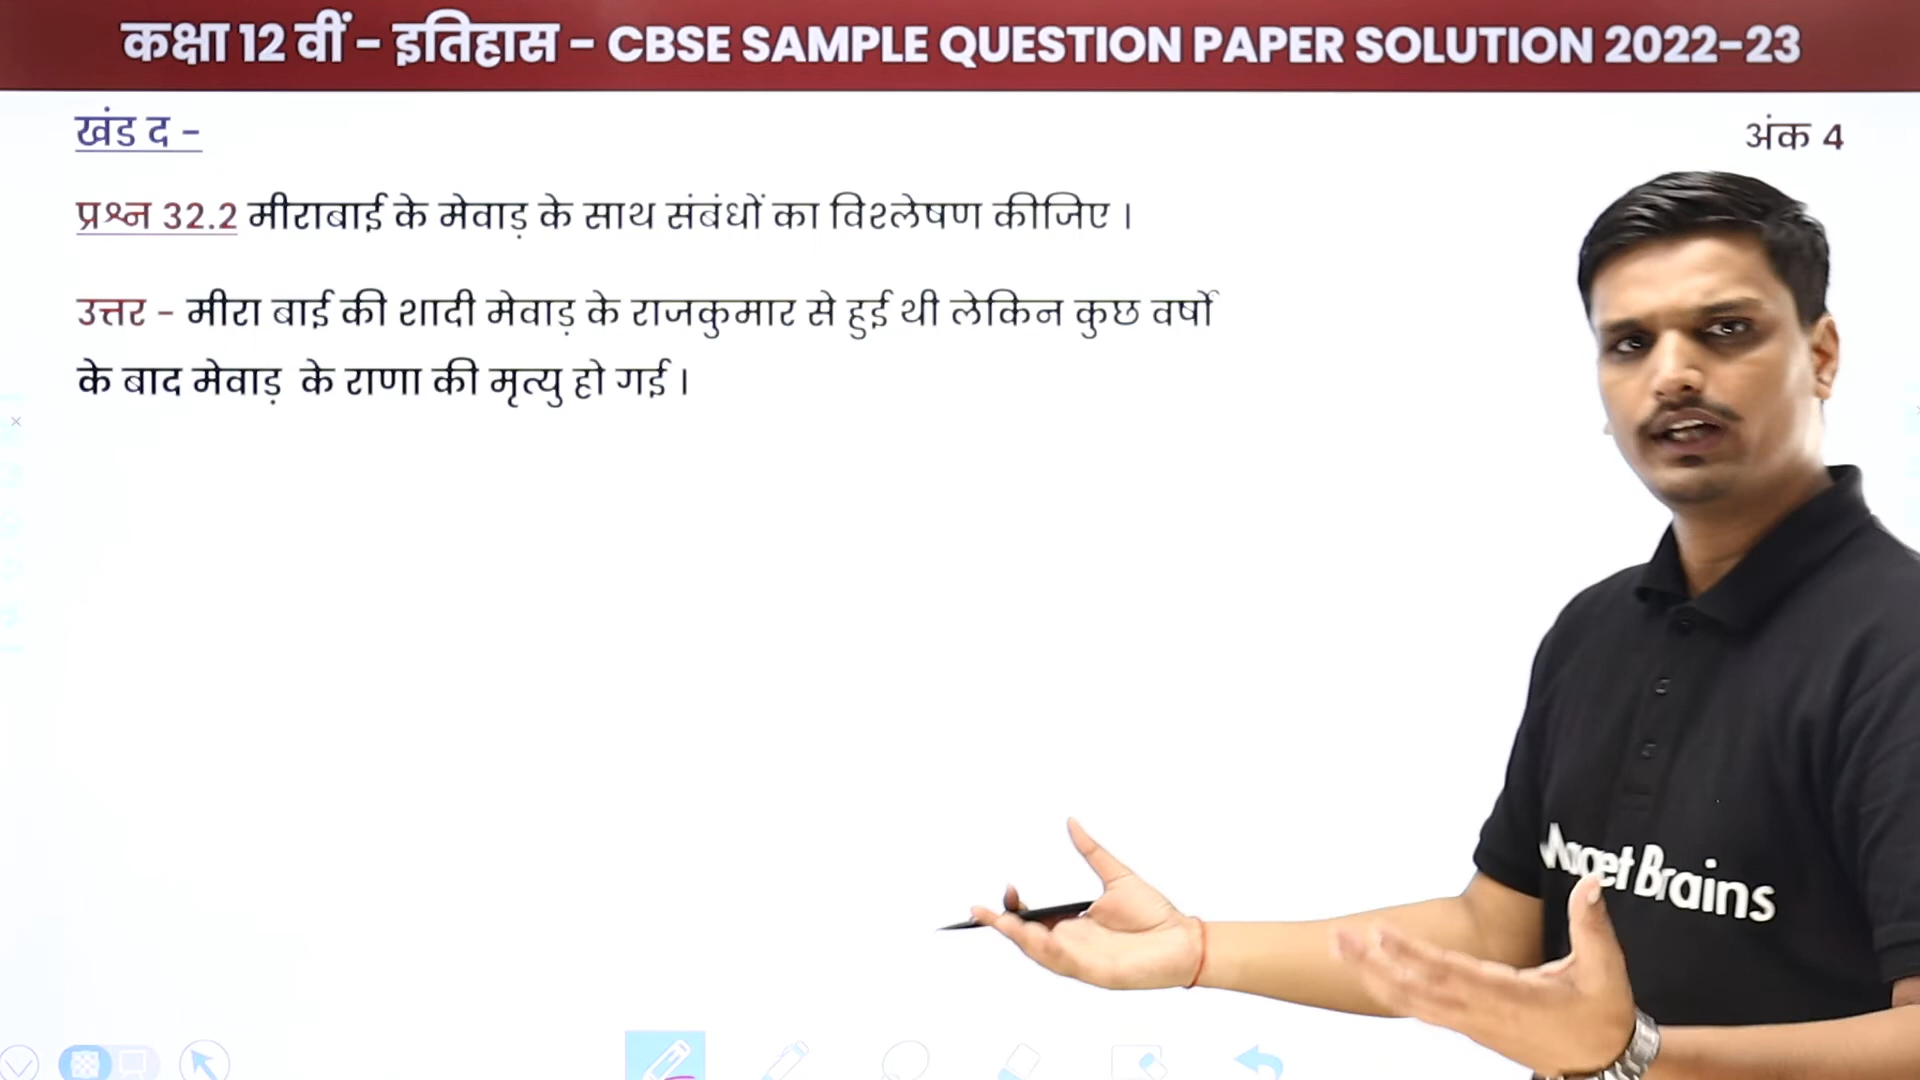 कक्षा 12 वीं - इतिहास - CBSE SAMPLE QUESTION PAPER SOLUTION 2022-23
खंड द -
अंक 4
प्रश्न 32.2 मीराबाई के मेवाड़ के साथ संबंधों का विश्लेषण कीजिए ।
उत्तर - मीरा बाई की शादी मेवाड़ के राजकुमार से हुई थी लेकिन कुछ वर्षो
के बाद मेवाड़ के राणा की मृत्यु हो गई ।
Brains